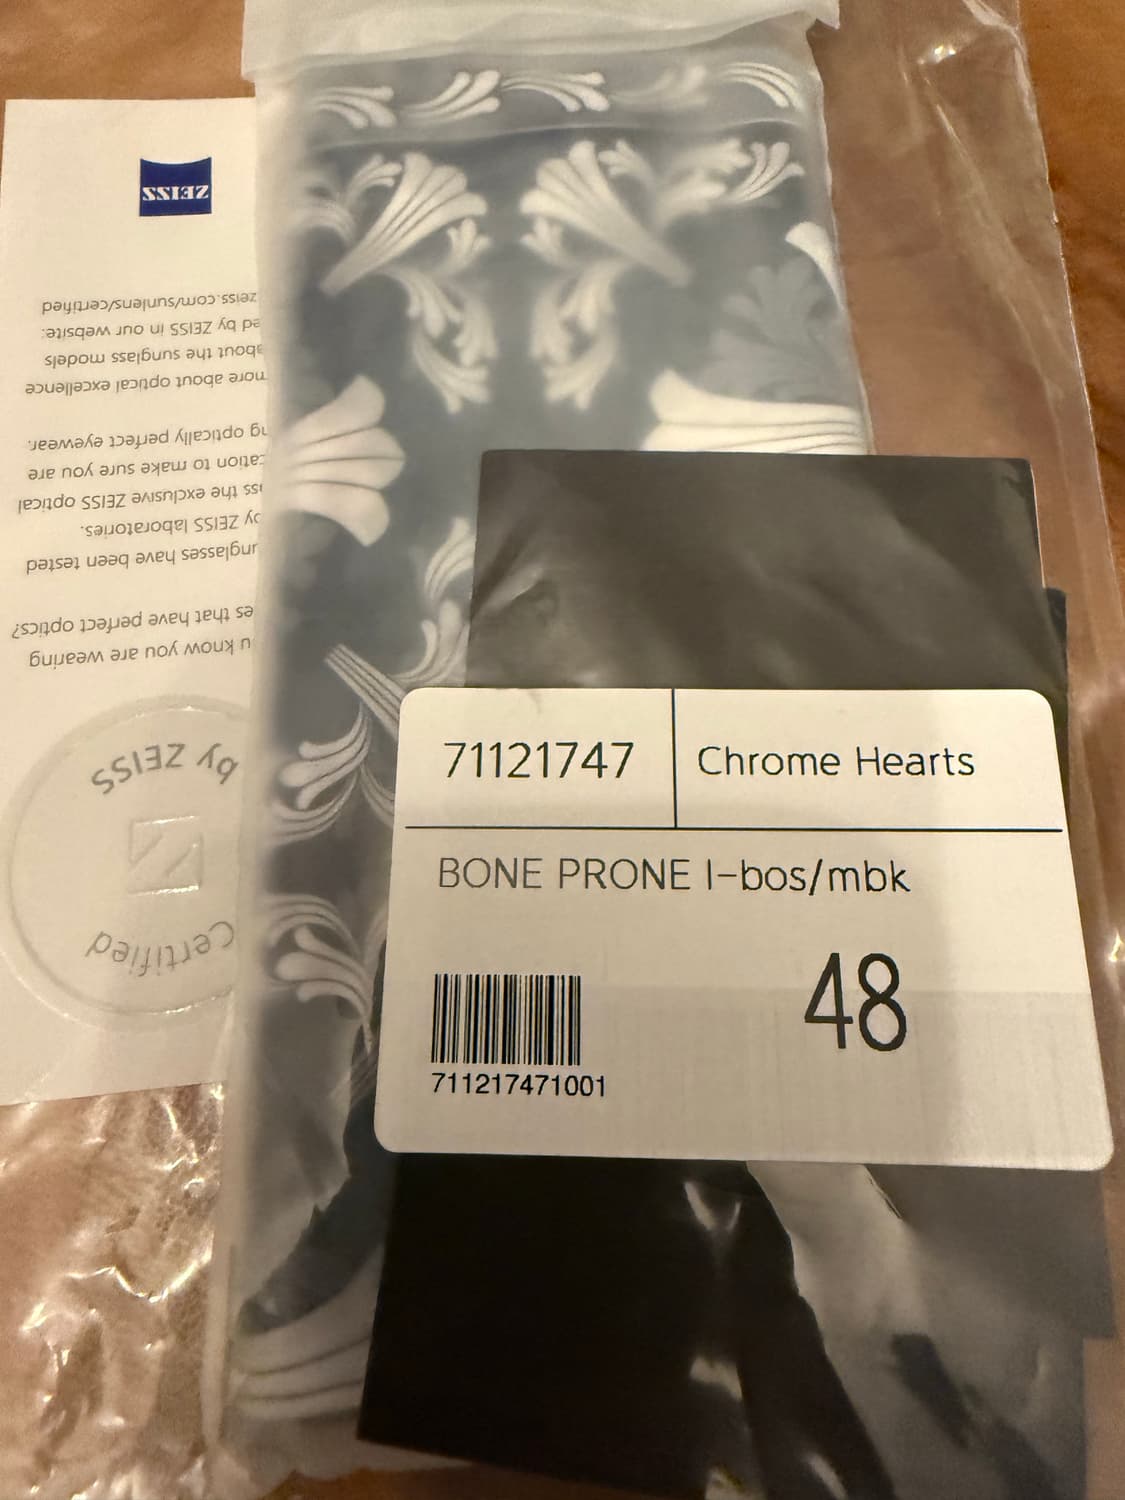 71121747
Chrome Hearts
BONE PRONE I-bos/mbk
48
711217471001
u know you are wearing
es that have perfect optics?
nglasses have been tested
by ZEISS laboratories.
ss the exclusive ZEISS optical
cation to make sure you are
ng optically perfect eyewear.
more about optical excellence
about the sunglass models
ed by ZEISS in our website:
zeiss.com/sunlens/certified
ZEISS
Certified
by ZEISS